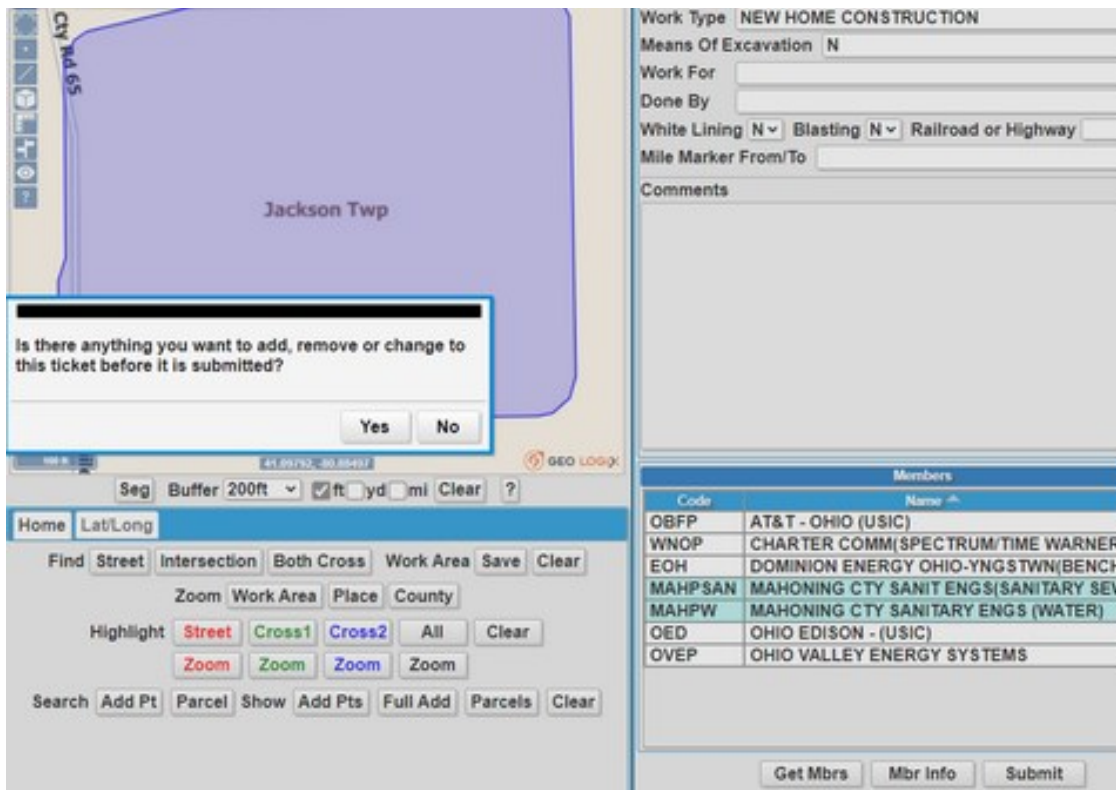 Cty Rd 65
Jackson Twp
Is there anything you want to add, remove or change to
this ticket before it is submitted?
Yes No
GEO LOGIX
Seg Buffer 200ft ft yd mi Clear ?
Home Lat/Long
Find Street Intersection Both Cross Work Area Save Clear
Zoom Work Area Place County
Highlight Street Cross1 Cross2 All Clear
Zoom Zoom Zoom Zoom
Search Add Pt Parcel Show Add Pts Full Add Parcels Clear
Work Type NEW HOME CONSTRUCTION
Means Of Excavation N
Work For
Done By
White Lining N Blasting N Railroad or Highway
Mile Marker From/To
Comments
Members
Code Name
OBFP AT&T - OHIO (USIC)
WNOP CHARTER COMM(SPECTRUM/TIME WARNER
EOH DOMINION ENERGY OHIO-YNGSTWN(BENCH
MAHPSAN MAHONING CTY SANIT ENGS(SANITARY SEV
MAHPW MAHONING CTY SANITARY ENGS (WATER)
OED OHIO EDISON - (USIC)
OVEP OHIO VALLEY ENERGY SYSTEMS
Get Mbrs Mbr Info Submit